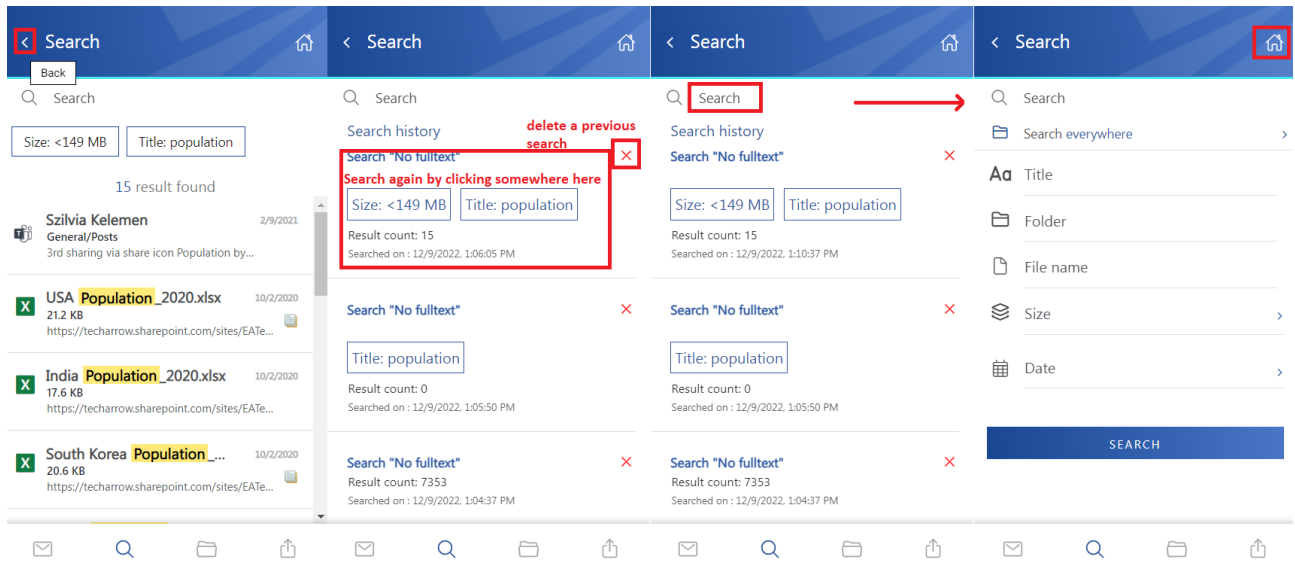 Search
Back
Search
Size: <149 MB
Title: population
15 result found
Szilvia Kelemen
2/9/2021
General/Posts
3rd sharing via share icon Population by...
USA Population_2020.xlsx
10/2/2020
21.2 KB
https://techarrow.sharepoint.com/sites/EATe...
India Population_2020.xlsx
10/2/2020
17.6 KB
https://techarrow.sharepoint.com/sites/EATe...
South Korea Population_...
10/2/2020
20.6 KB
https://techarrow.sharepoint.com/sites/EATe...
Search
Search
Search history
delete a previous
search
Search "No fulltext"
Search again by clicking somewhere here
Size: <149 MB
Title: population
Result count: 15
Searched on : 12/9/2022, 1:06:05 PM
Search "No fulltext"
Title: population
Result count: 0
Searched on : 12/9/2022, 1:05:50 PM
Search "No fulltext"
Result count: 7353
Searched on : 12/9/2022, 1:04:37 PM
Search
Search
Search history
Search "No fulltext"
Size: <149 MB
Title: population
Result count: 15
Searched on : 12/9/2022, 1:10:37 PM
Search "No fulltext"
Title: population
Result count: 0
Searched on : 12/9/2022, 1:05:50 PM
Search "No fulltext"
Result count: 7353
Searched on : 12/9/2022, 1:04:37 PM
Search
Search
Search everywhere
Aa Title
Folder
File name
Size
Date
SEARCH